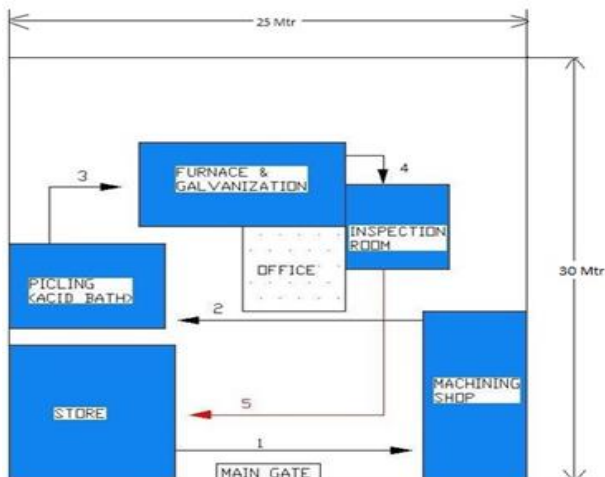 25 Mtr
3
FURNACE &
GALVANIZATION
4
INSPECTION
ROOM
OFFICE
30 Mtr
PICLING
<ACID BATH>
2
MACHINING
SHOP
5
STORE
1
MAIN GATE